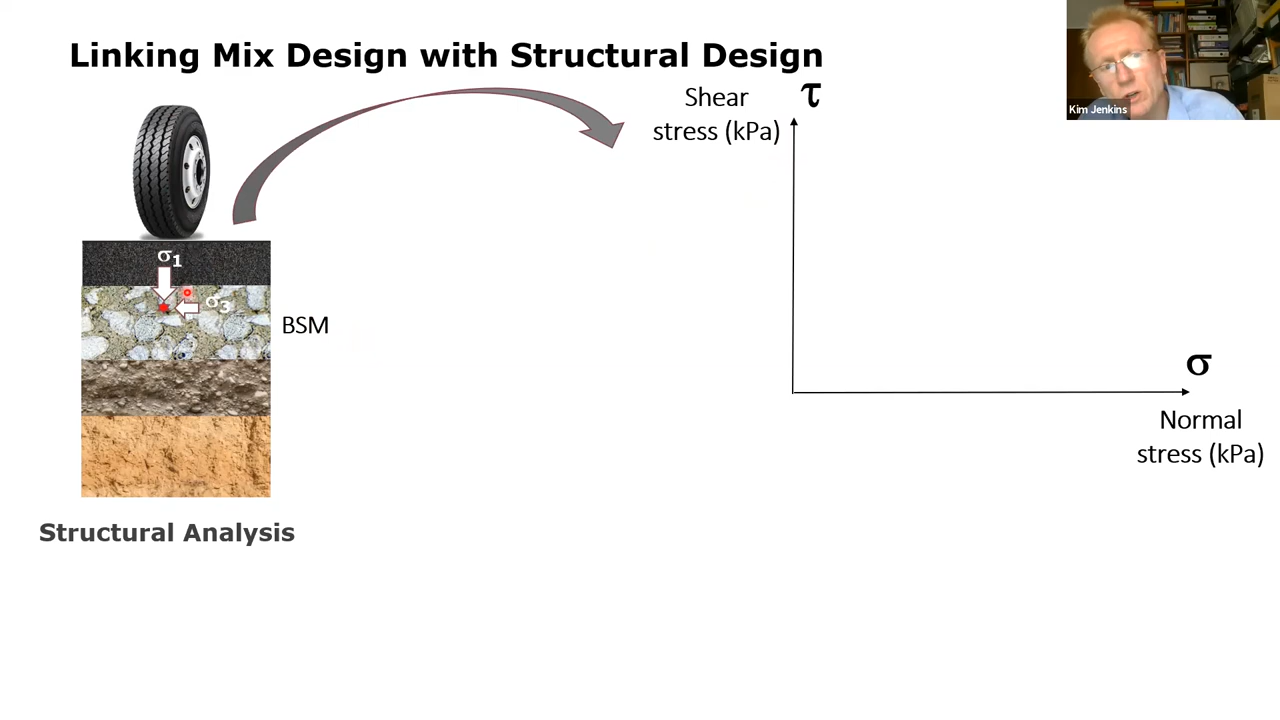 Linking Mix Design with Structural Design
Kim Jenkins
Shear
stress (kPa)
τ
σ1
σ3
BSM
σ
Normal
stress (kPa)
Structural Analysis